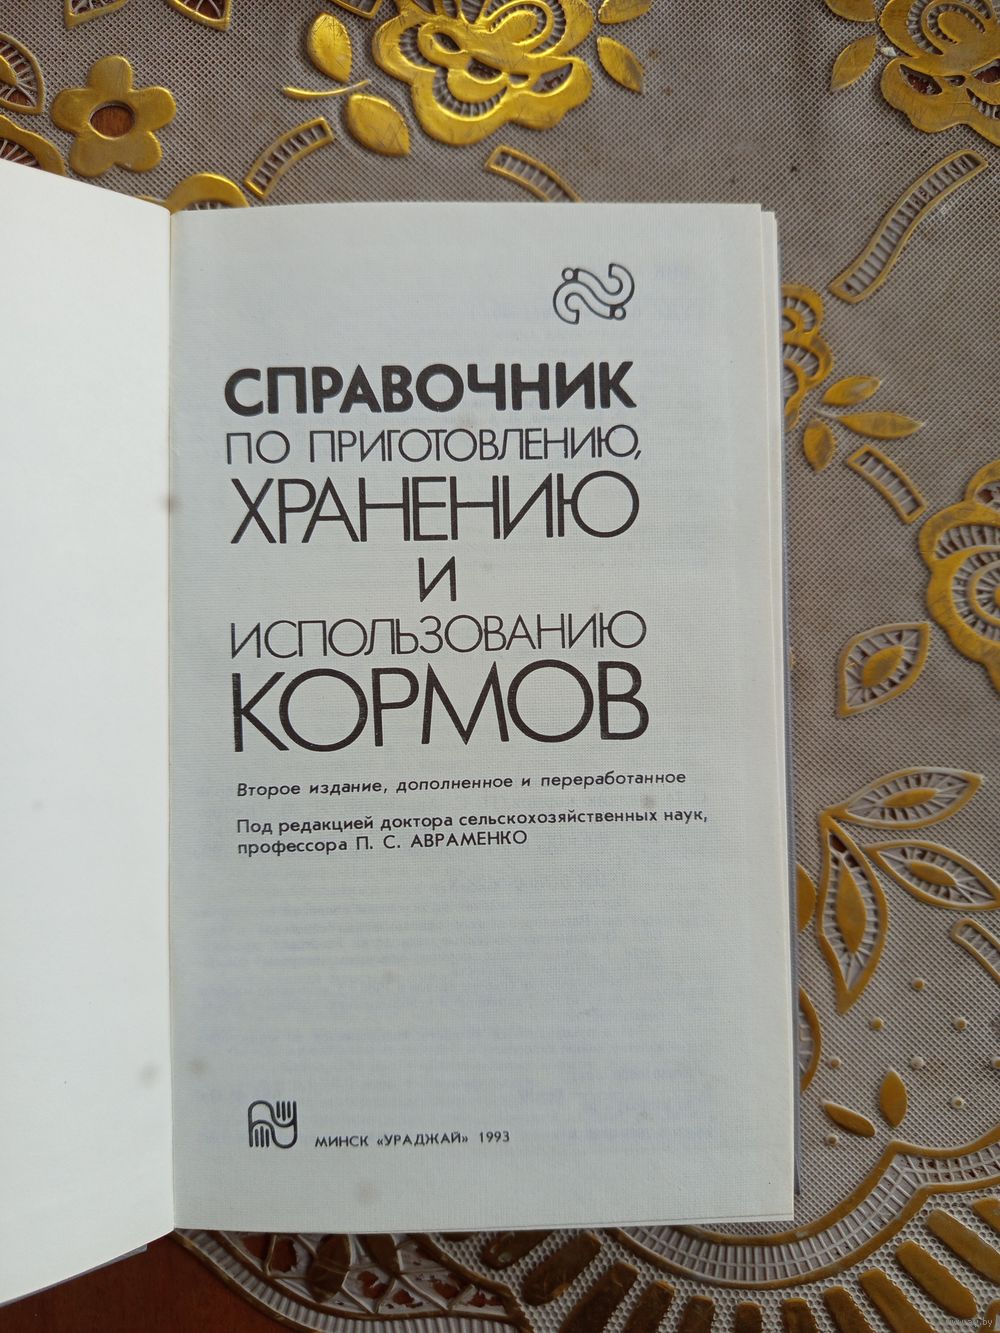 СПРАВОЧНИК
ПО ПРИГОТОВЛЕНИЮ,
ХРАНЕНИЮ
И
ИСПОЛЬЗОВАНИЮ
КОРМОВ
Второе издание, дополненное и переработанное
Под редакцией доктора сельскохозяйственных наук,
профессора П. С. АВРАМЕНКО
МИНСК «УРАДЖАЙ» 1993